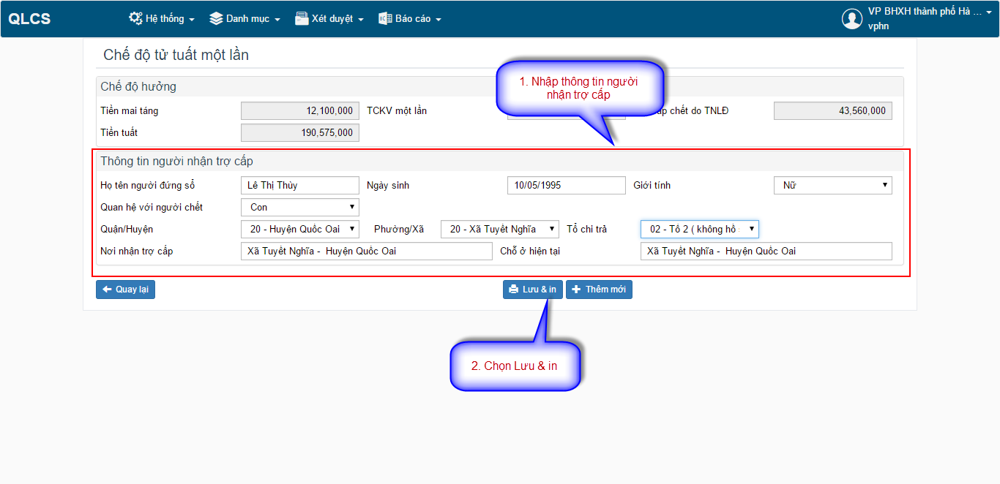 QLCS
Hệ thống
Danh mục
Xét duyệt
Báo cáo
VP BHXH thành phố Hà ...
vphn
Chế độ tử tuất một lần
1. Nhập thông tin người
nhận trợ cấp
Chế độ hưởng
Tiền mai táng 12,100,000 TCKV một lần chết do TNLĐ 43,560,000
Tiền tuất 190,575,000
Thông tin người nhận trợ cấp
Họ tên người đứng sổ Lê Thị Thùy Ngày sinh 10/05/1995 Giới tính Nữ
Quan hệ với người chết Con
Quận/Huyện 20 - Huyện Quốc Oai Phường/Xã 20 - Xã Tuyết Nghĩa Tổ chi trả 02 - Tổ 2 ( không hồ
Nơi nhận trợ cấp Xã Tuyết Nghĩa - Huyện Quốc Oai Chỗ ở hiện tại Xã Tuyết Nghĩa - Huyện Quốc Oai
Quay lại Lưu & in Thêm mới
2. Chọn Lưu & in